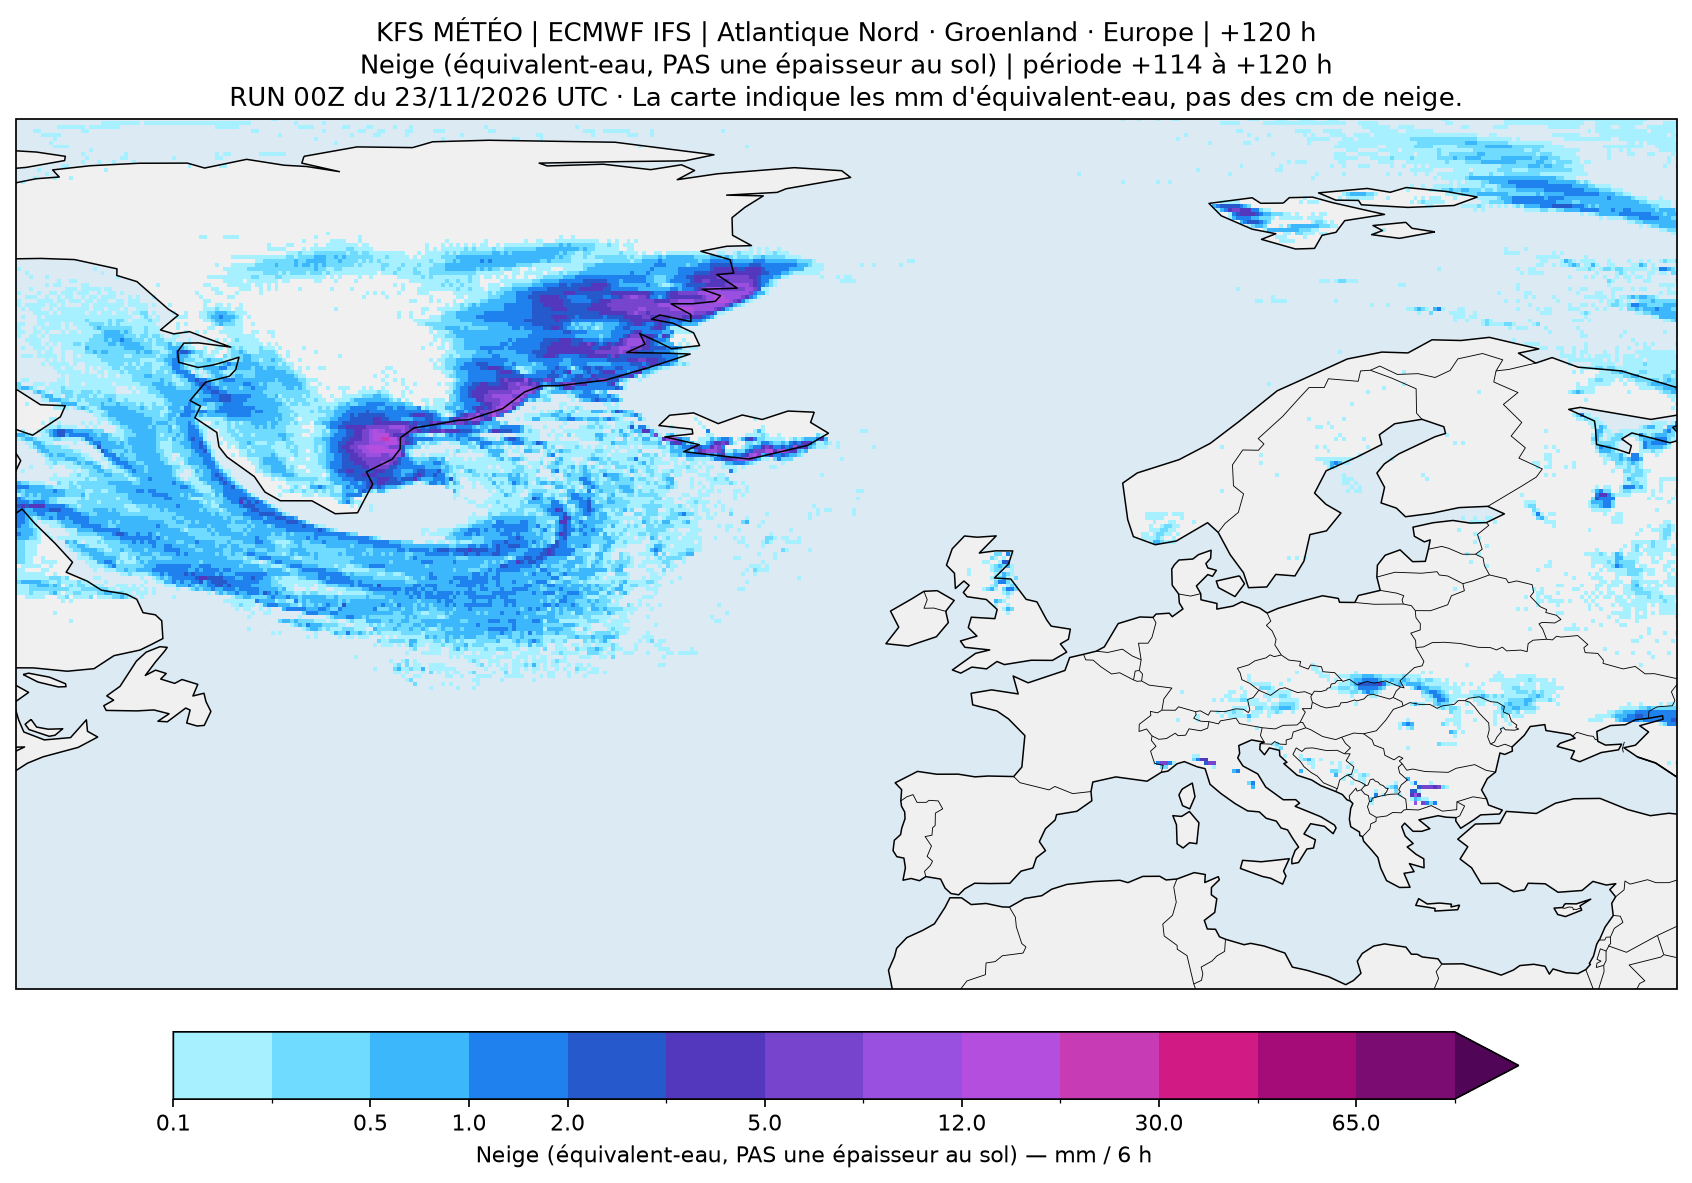 KFS MÉTÉO | ECMWF IFS | Atlantique Nord · Groenland · Europe | +120 h
Neige (équivalent-eau, PAS une épaisseur au sol) | période +114 à +120 h
RUN 00Z du 23/11/2026 UTC · La carte indique les mm d'équivalent-eau, pas des cm de neige.
0.1 0.5 1.0 2.0 5.0 12.0 30.0 65.0
Neige (équivalent-eau, PAS une épaisseur au sol) — mm / 6 h